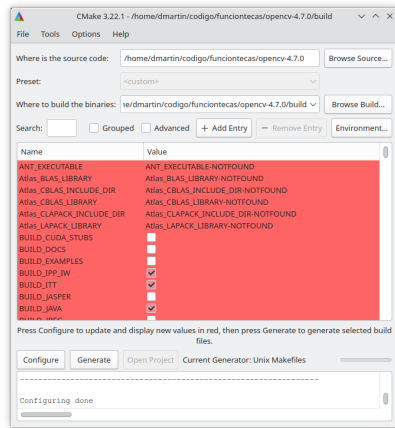 CMake 3.22.1 - /home/dmartin/codigo/funciontecas/opencv-4.7.0/build
File Tools Options Help
Where is the source code: /home/dmartin/codigo/funciontecas/opencv-4.7.0 Browse Source...
Preset: <custom>
Where to build the binaries: ne/dmartin/codigo/funciontecas/opencv-4.7.0/build Browse Build...
Search: Grouped Advanced + Add Entry − Remove Entry Environment...
Name Value
ANT_EXECUTABLE ANT_EXECUTABLE-NOTFOUND
Atlas_BLAS_LIBRARY Atlas_BLAS_LIBRARY-NOTFOUND
Atlas_CBLAS_INCLUDE_DIR Atlas_CBLAS_INCLUDE_DIR-NOTFOUND
Atlas_CBLAS_LIBRARY Atlas_CBLAS_LIBRARY-NOTFOUND
Atlas_CLAPACK_INCLUDE_DIR Atlas_CLAPACK_INCLUDE_DIR-NOTFOUND
Atlas_LAPACK_LIBRARY Atlas_LAPACK_LIBRARY-NOTFOUND
BUILD_CUDA_STUBS
BUILD_DOCS
BUILD_EXAMPLES
BUILD_IPP_IW
BUILD_ITT
BUILD_JASPER
BUILD_JAVA
BUILD_JPEG
Press Configure to update and display new values in red, then press Generate to generate selected build
files.
Configure Generate Open Project Current Generator: Unix Makefiles
Configuring done